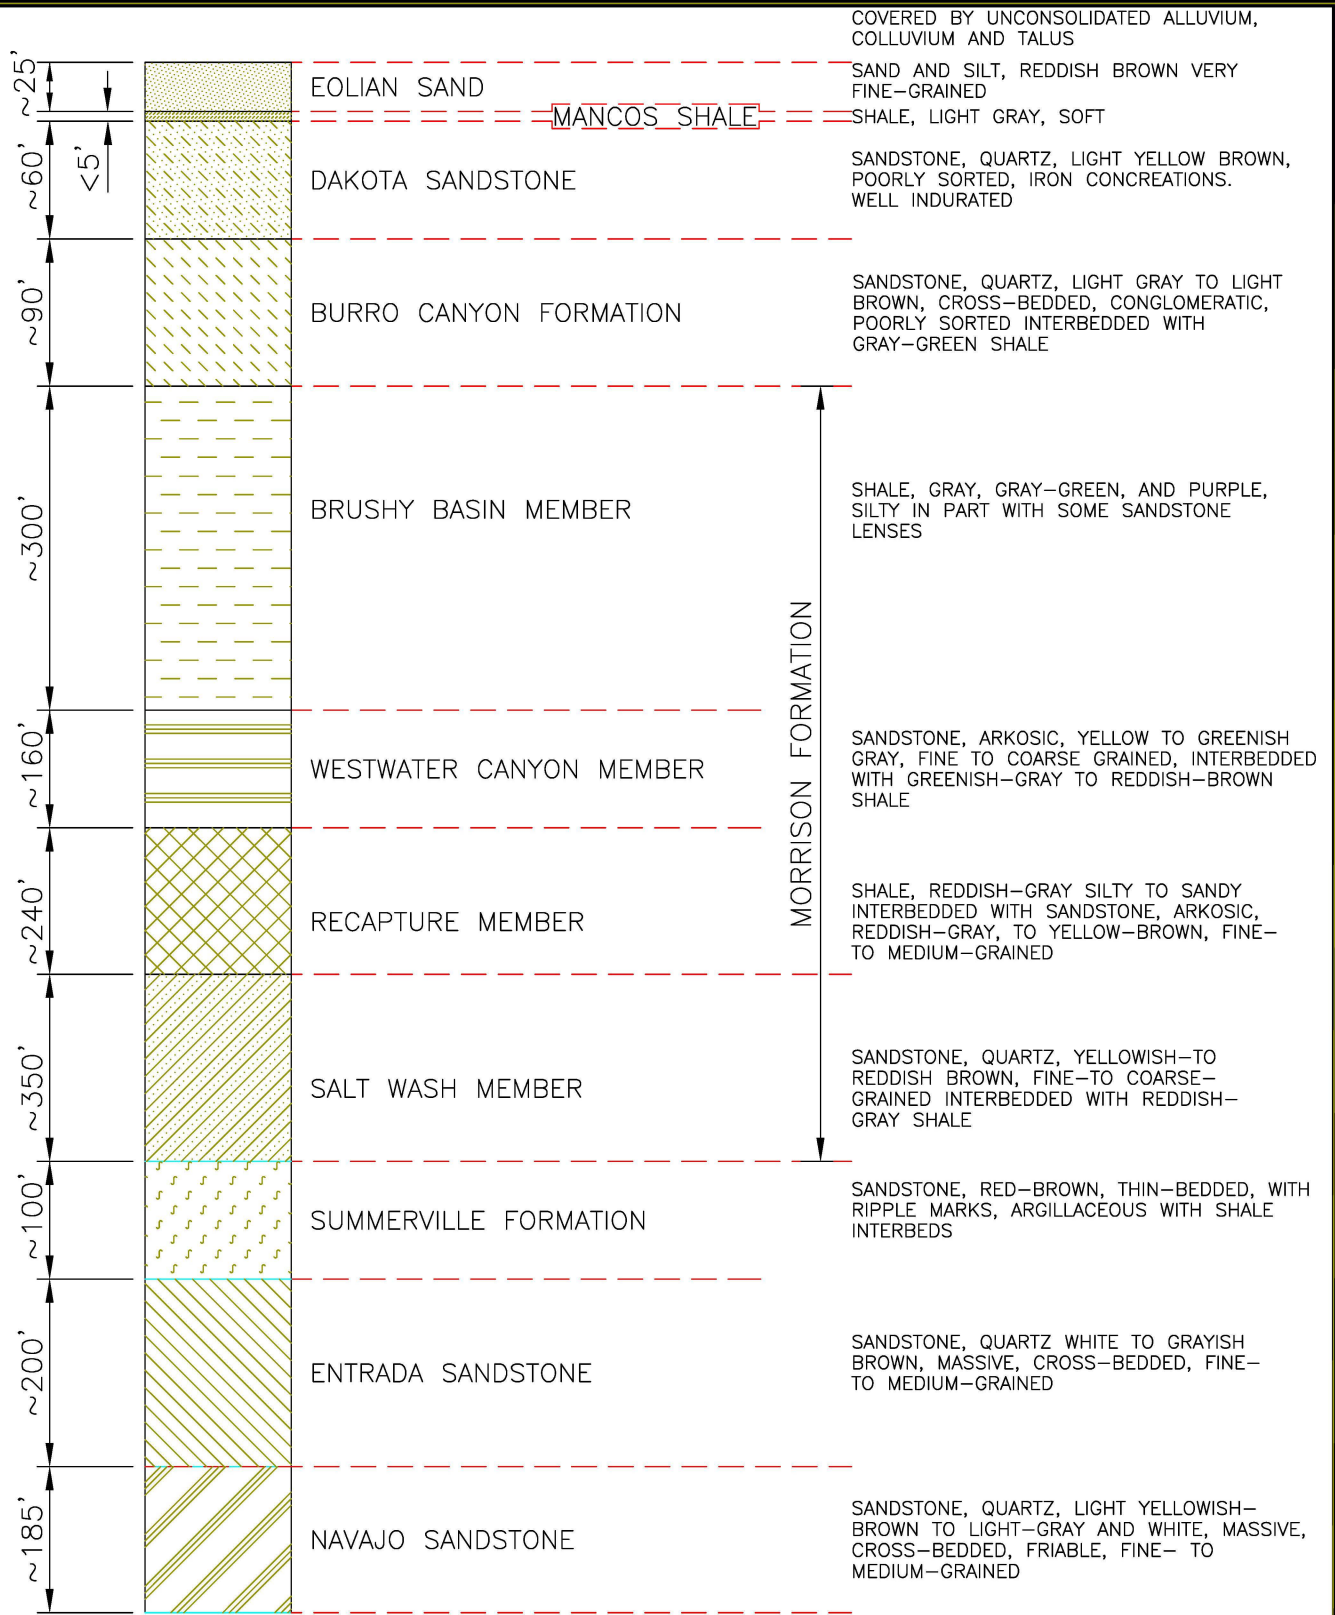 COVERED BY UNCONSOLIDATED ALLUVIUM,
COLLUVIUM AND TALUS
~25'
EOLIAN SAND
SAND AND SILT, REDDISH BROWN VERY
FINE-GRAINED
<5'
MANCOS SHALE
SHALE, LIGHT GRAY, SOFT
~60'
DAKOTA SANDSTONE
SANDSTONE, QUARTZ, LIGHT YELLOW BROWN,
POORLY SORTED, IRON CONCREATIONS.
WELL INDURATED
~90'
BURRO CANYON FORMATION
SANDSTONE, QUARTZ, LIGHT GRAY TO LIGHT
BROWN, CROSS-BEDDED, CONGLOMERATIC,
POORLY SORTED INTERBEDDED WITH
GRAY-GREEN SHALE
~300'
BRUSHY BASIN MEMBER
SHALE, GRAY, GRAY-GREEN, AND PURPLE,
SILTY IN PART WITH SOME SANDSTONE
LENSES
MORRISON FORMATION
~160'
WESTWATER CANYON MEMBER
SANDSTONE, ARKOSIC, YELLOW TO GREENISH
GRAY, FINE TO COARSE GRAINED, INTERBEDDED
WITH GREENISH-GRAY TO REDDISH-BROWN
SHALE
~240'
RECAPTURE MEMBER
SHALE, REDDISH-GRAY SILTY TO SANDY
INTERBEDDED WITH SANDSTONE, ARKOSIC,
REDDISH-GRAY, TO YELLOW-BROWN, FINE-
TO MEDIUM-GRAINED
~350'
SALT WASH MEMBER
SANDSTONE, QUARTZ, YELLOWISH-TO
REDDISH BROWN, FINE-TO COARSE-
GRAINED INTERBEDDED WITH REDDISH-
GRAY SHALE
~100'
SUMMERVILLE FORMATION
SANDSTONE, RED-BROWN, THIN-BEDDED, WITH
RIPPLE MARKS, ARGILLACEOUS WITH SHALE
INTERBEDS
~200'
ENTRADA SANDSTONE
SANDSTONE, QUARTZ WHITE TO GRAYISH
BROWN, MASSIVE, CROSS-BEDDED, FINE-
TO MEDIUM-GRAINED
~185'
NAVAJO SANDSTONE
SANDSTONE, QUARTZ, LIGHT YELLOWISH-
BROWN TO LIGHT-GRAY AND WHITE, MASSIVE,
CROSS-BEDDED, FRIABLE, FINE- TO
MEDIUM-GRAINED